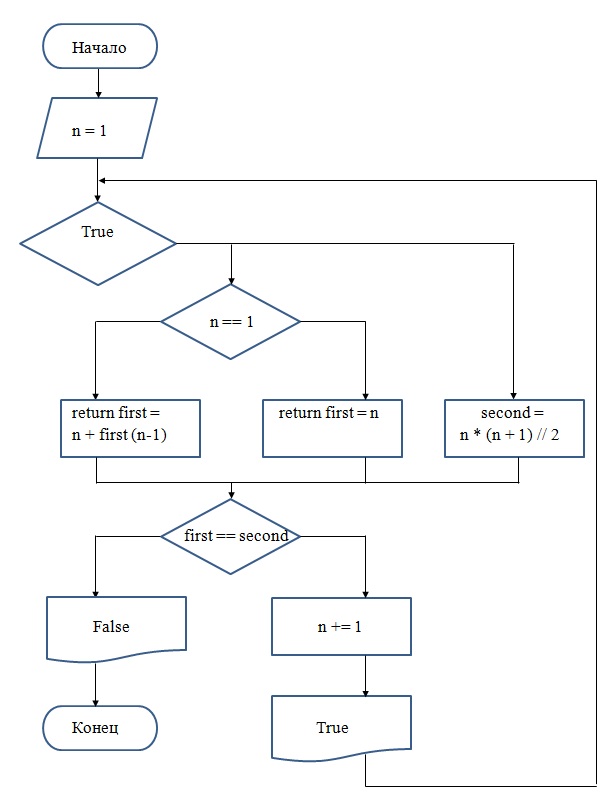 Начало
n = 1
True
n == 1
return first =
n + first (n-1)
return first = n
second =
n * (n + 1) // 2
first == second
False
n += 1
Конец
True